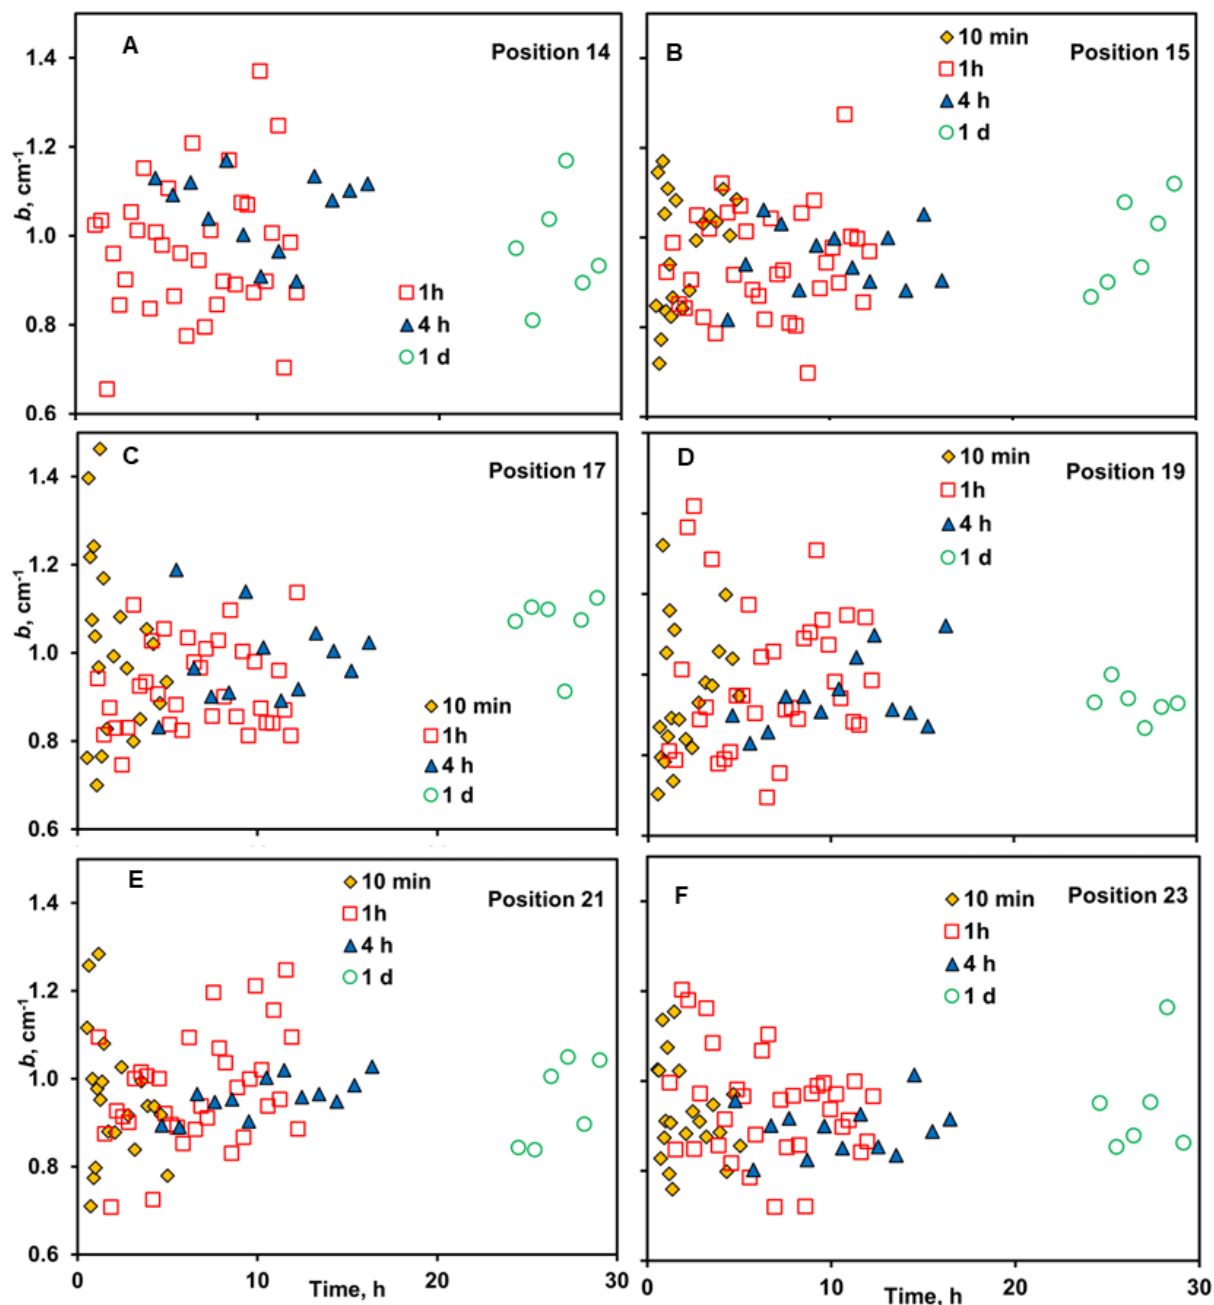 A
Position 14
1.4
1.2
1.0
0.8
0.6
b, cm-1
1h
4 h
1 d
B
Position 15
10 min
1h
4 h
1 d
C
Position 17
1.4
1.2
1.0
0.8
0.6
b, cm-1
10 min
1h
4 h
1 d
D
Position 19
10 min
1h
4 h
1 d
E
Position 21
1.4
1.2
1.0
0.8
0.6
b, cm-1
10 min
1h
4 h
1 d
0 10 20 30
Time, h
F
Position 23
10 min
1h
4 h
1 d
0 10 20 30
Time, h